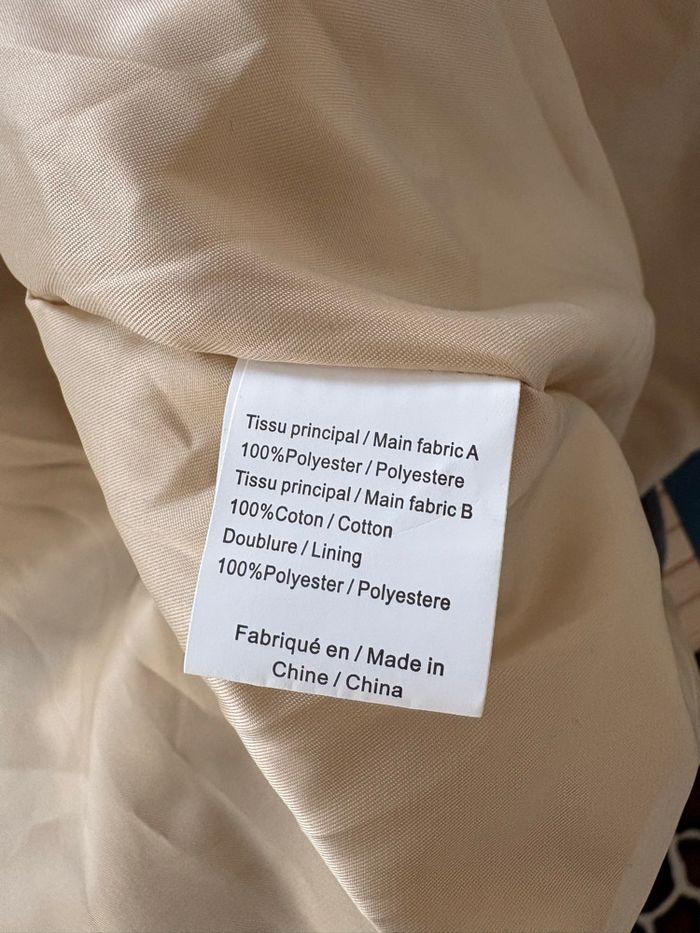 Tissu principal / Main fabric A
100%Polyester / Polyestere
Tissu principal / Main fabric B
100%Coton / Cotton
Doublure / Lining
100%Polyester / Polyestere
Fabriqué en / Made in
Chine / China